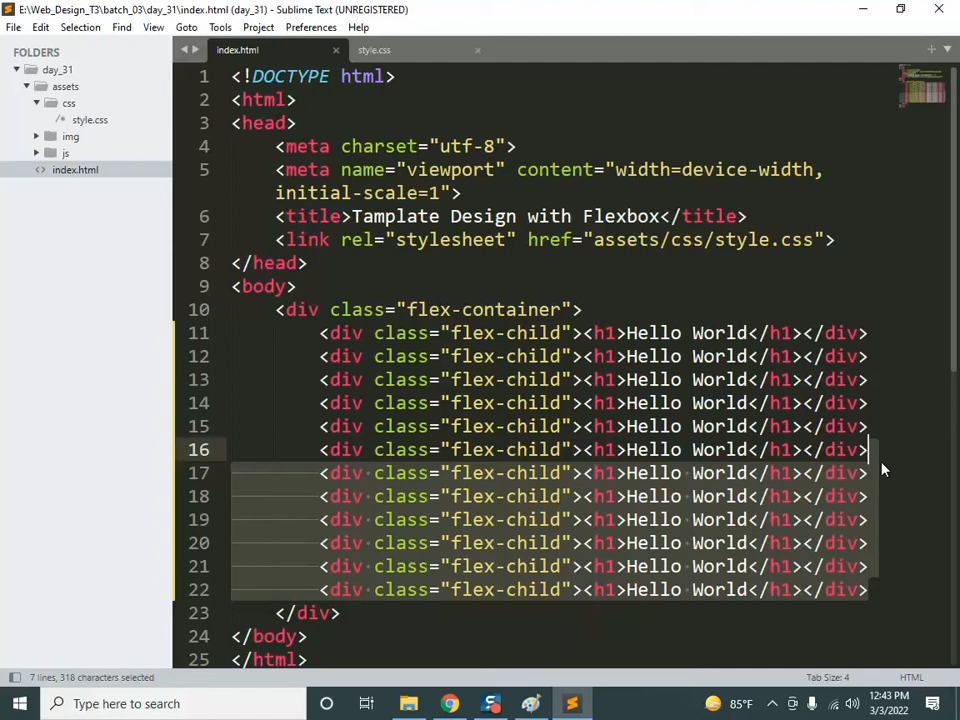 E:\Web_Design_T3\batch_03\day_31\index.html (day_31) - Sublime Text (UNREGISTERED)
File Edit Selection Find View Goto Tools Project Preferences Help
FOLDERS
day_31
assets
css
style.css
img
js
index.html
index.html
style.css
1 <!DOCTYPE html>
2 <html>
3 <head>
4 <meta charset="utf-8">
5 <meta name="viewport" content="width=device-width,
initial-scale=1">
6 <title>Tamplate Design with Flexbox</title>
7 <link rel="stylesheet" href="assets/css/style.css">
8 </head>
9 <body>
10 <div class="flex-container">
11 <div class="flex-child"><h1>Hello World</h1></div>
12 <div class="flex-child"><h1>Hello World</h1></div>
13 <div class="flex-child"><h1>Hello World</h1></div>
14 <div class="flex-child"><h1>Hello World</h1></div>
15 <div class="flex-child"><h1>Hello World</h1></div>
16 <div class="flex-child"><h1>Hello World</h1></div>
17 <div class="flex-child"><h1>Hello World</h1></div>
18 <div class="flex-child"><h1>Hello World</h1></div>
19 <div class="flex-child"><h1>Hello World</h1></div>
20 <div class="flex-child"><h1>Hello World</h1></div>
21 <div class="flex-child"><h1>Hello World</h1></div>
22 <div class="flex-child"><h1>Hello World</h1></div>
23 </div>
24 </body>
25 </html>
7 lines, 318 characters selected
Tab Size: 4
HTML
Type here to search
85°F
12:43 PM
3/3/2022